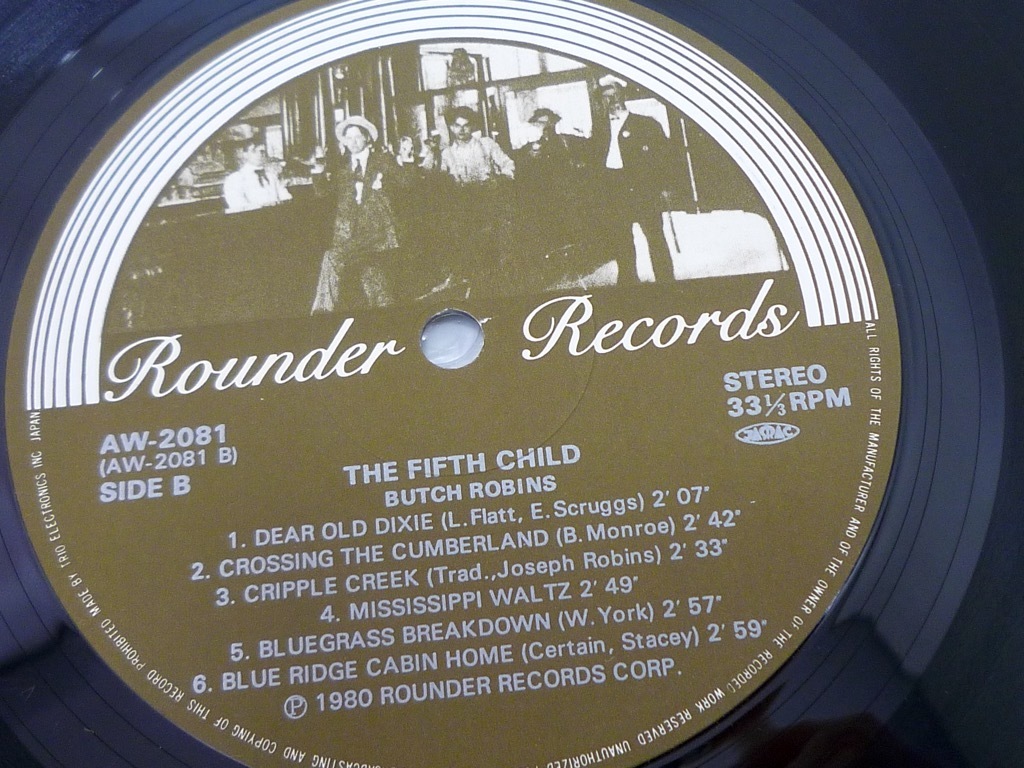 Rounder Records
STEREO
33 1/3 RPM
JASRAC
AW-2081
(AW-2081 B)
SIDE B
THE FIFTH CHILD
BUTCH ROBINS
1. DEAR OLD DIXIE (L. Flatt, E. Scruggs) 2' 07"
2. CROSSING THE CUMBERLAND (B. Monroe) 2' 42"
3. CRIPPLE CREEK (Trad., Joseph Robins) 2' 33"
4. MISSISSIPPI WALTZ 2' 49"
5. BLUEGRASS BREAKDOWN (W. York) 2' 57"
6. BLUE RIDGE CABIN HOME (Certain, Stacey) 2' 59"
Ⓟ 1980 ROUNDER RECORDS CORP.
ALL RIGHTS OF THE MANUFACTURER AND OF THE OWNER OF THE RECORDED WORK RESERVED UNAUTHORIZED
AND COPYING OF THIS RECORD PROHIBITED MADE BY TRIO ELECTRONICS INC JAPAN